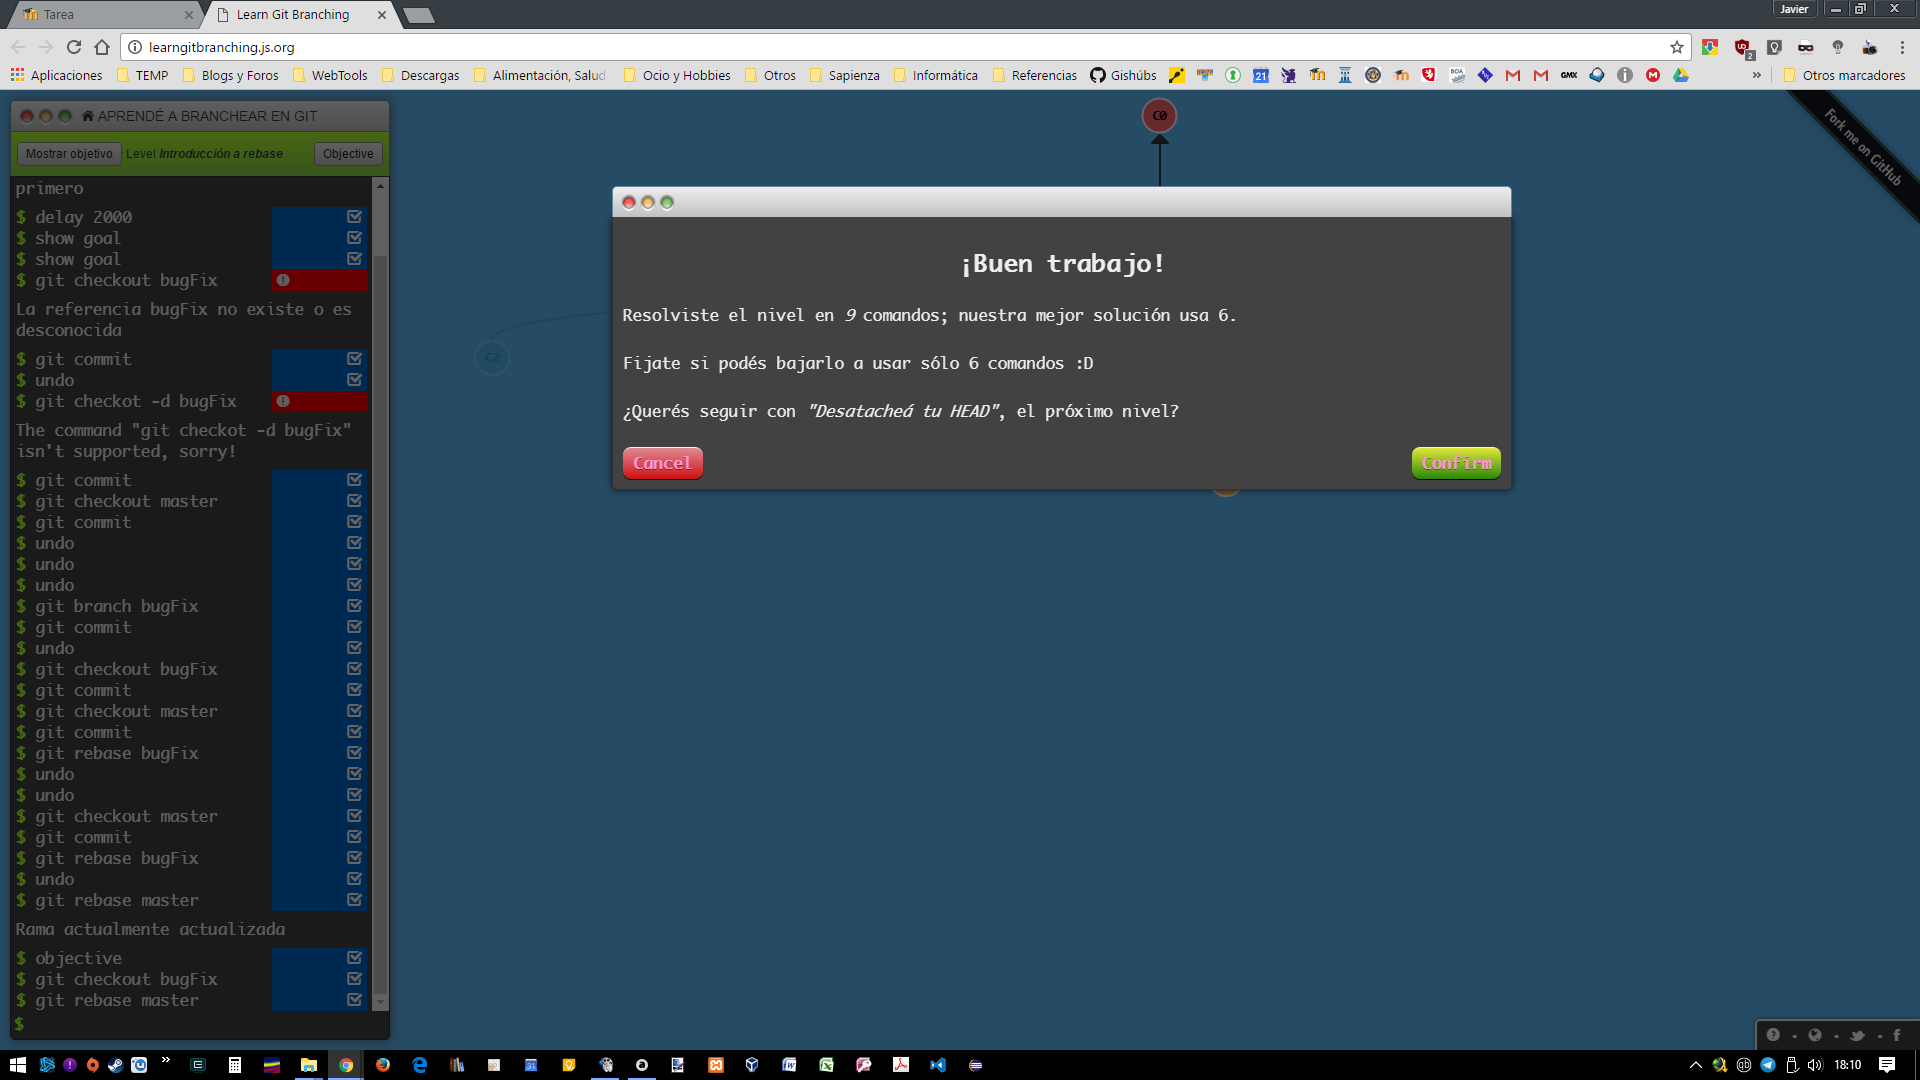 Tarea
Learn Git Branching
Javier
learngitbranching.js.org
2
Aplicaciones
TEMP
Blogs y Foros
WebTools
Descargas
Alimentación, Salud
Ocio y Hobbies
Otros
Sapienza
Informática
Referencias
Gishúbs
21
BOA
GMX
»
Otros marcadores
APRENDÉ A BRANCHEAR EN GIT
Mostrar objetivo
Level Introducción a rebase
Objective
primero
$ delay 2000
$ show goal
$ show goal
$ git checkout bugFix
La referencia bugFix no existe o es
desconocida
$ git commit
$ undo
$ git checkot -d bugFix
The command "git checkot -d bugFix"
isn't supported, sorry!
$ git commit
$ git checkout master
$ git commit
$ undo
$ undo
$ undo
$ git branch bugFix
$ git commit
$ undo
$ git checkout bugFix
$ git commit
$ git checkout master
$ git commit
$ git rebase bugFix
$ undo
$ undo
$ git checkout master
$ git commit
$ git rebase bugFix
$ undo
$ git rebase master
Rama actualmente actualizada
$ objective
$ git checkout bugFix
$ git rebase master
$
C0
C2
Fork me on GitHub
¡Buen trabajo!
Resolviste el nivel en 9 comandos; nuestra mejor solución usa 6.
Fijate si podés bajarlo a usar sólo 6 comandos :D
¿Querés seguir con "Desatacheá tu HEAD", el próximo nivel?
Cancel
Confirm
18:10